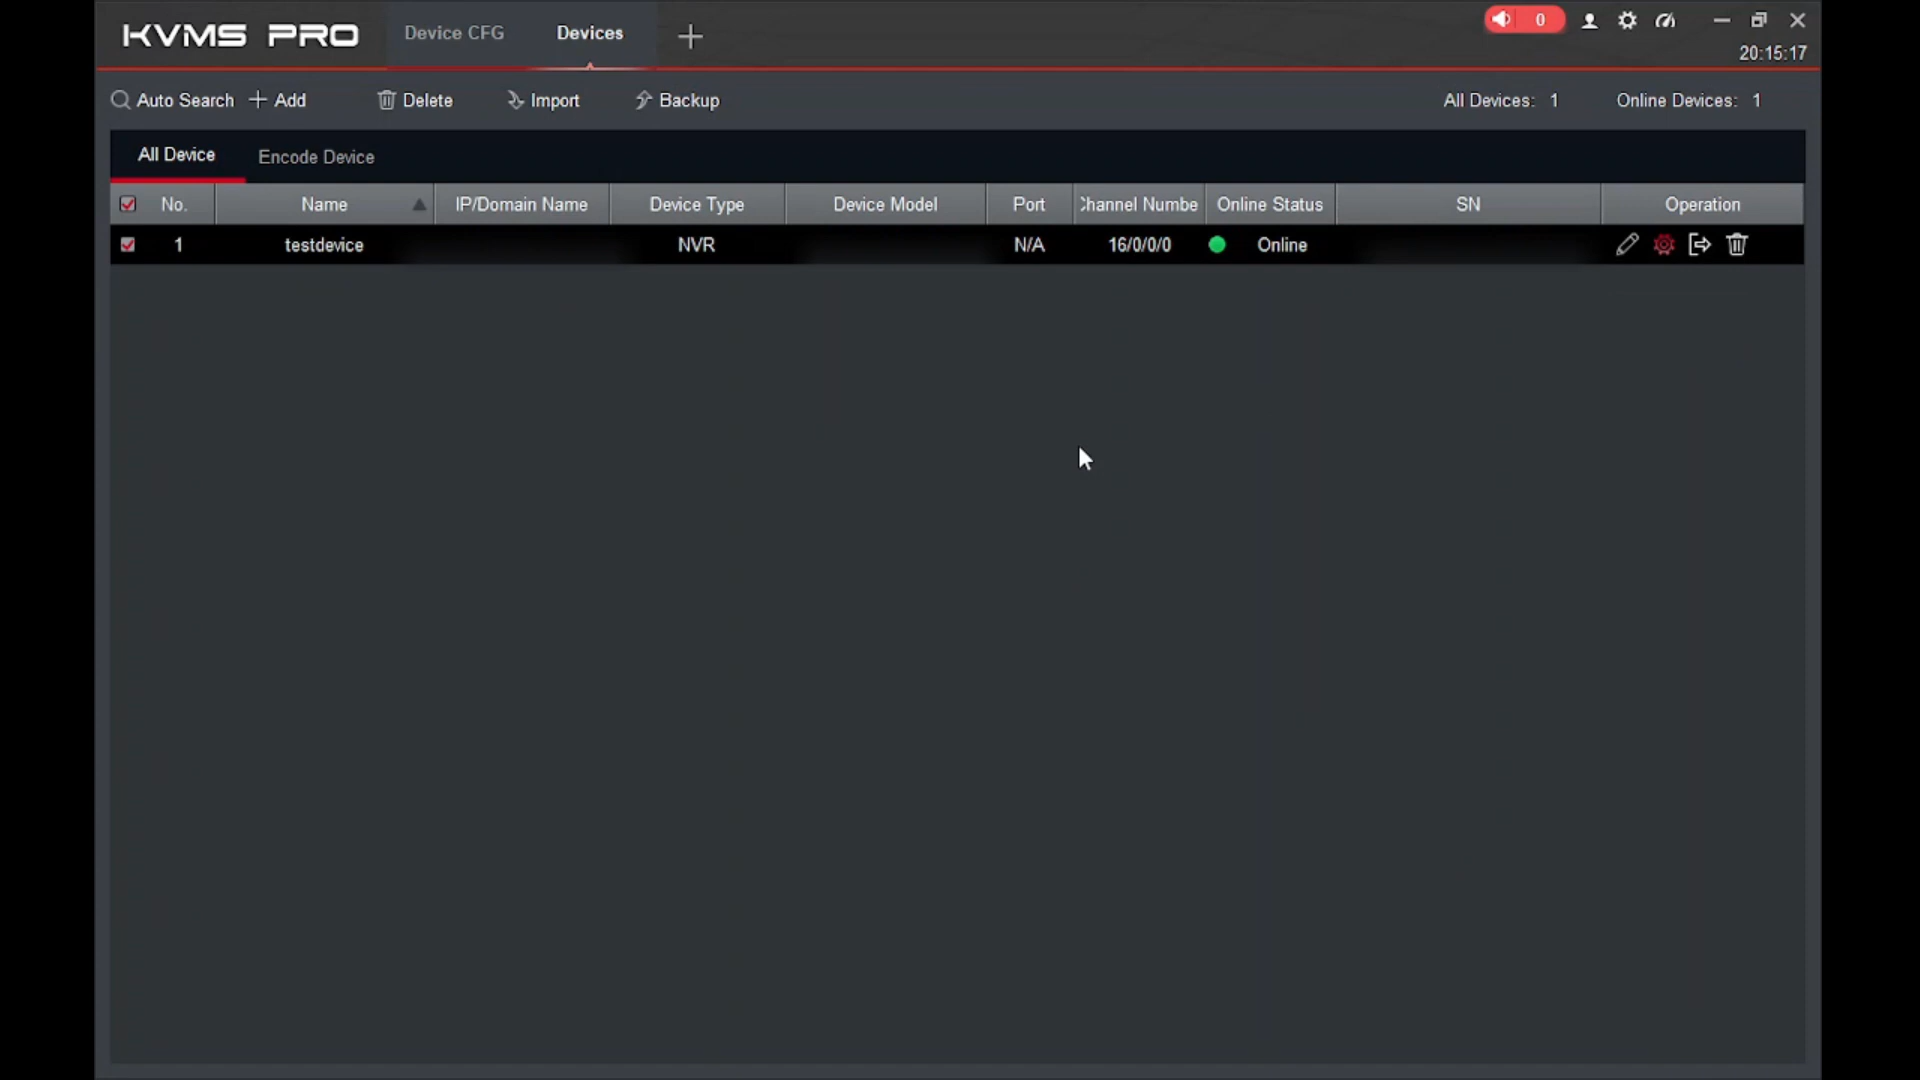 KVMS PRO
Device CFG
Devices
0
20:15:17
Auto Search
Add
Delete
Import
Backup
All Devices: 1
Online Devices: 1
All Device
Encode Device
No.
Name
IP/Domain Name
Device Type
Device Model
Port
Channel Numbe
Online Status
SN
Operation
1
testdevice
NVR
N/A
16/0/0/0
Online